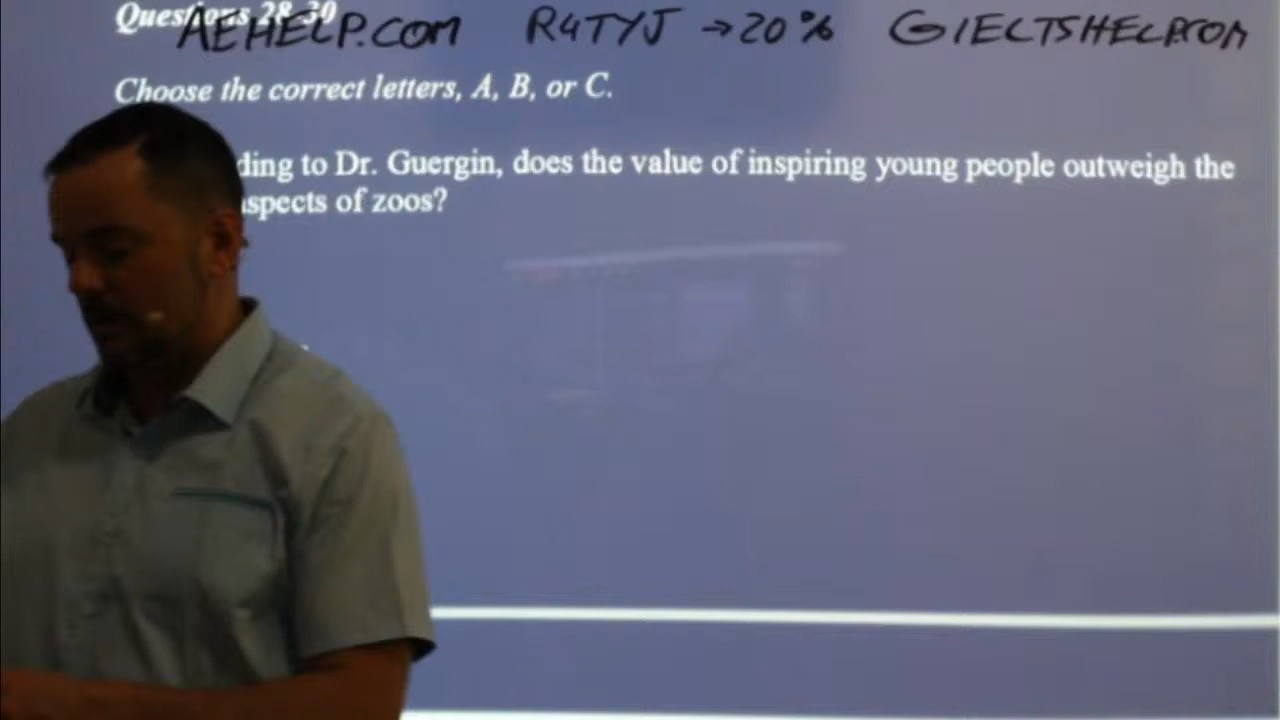 Questions 28-30
AEHELP.COM R4TYJ → 20% GIELTSHELP.COM
Choose the correct letters, A, B, or C.
ding to Dr. Guergin, does the value of inspiring young people outweigh the
aspects of zoos?